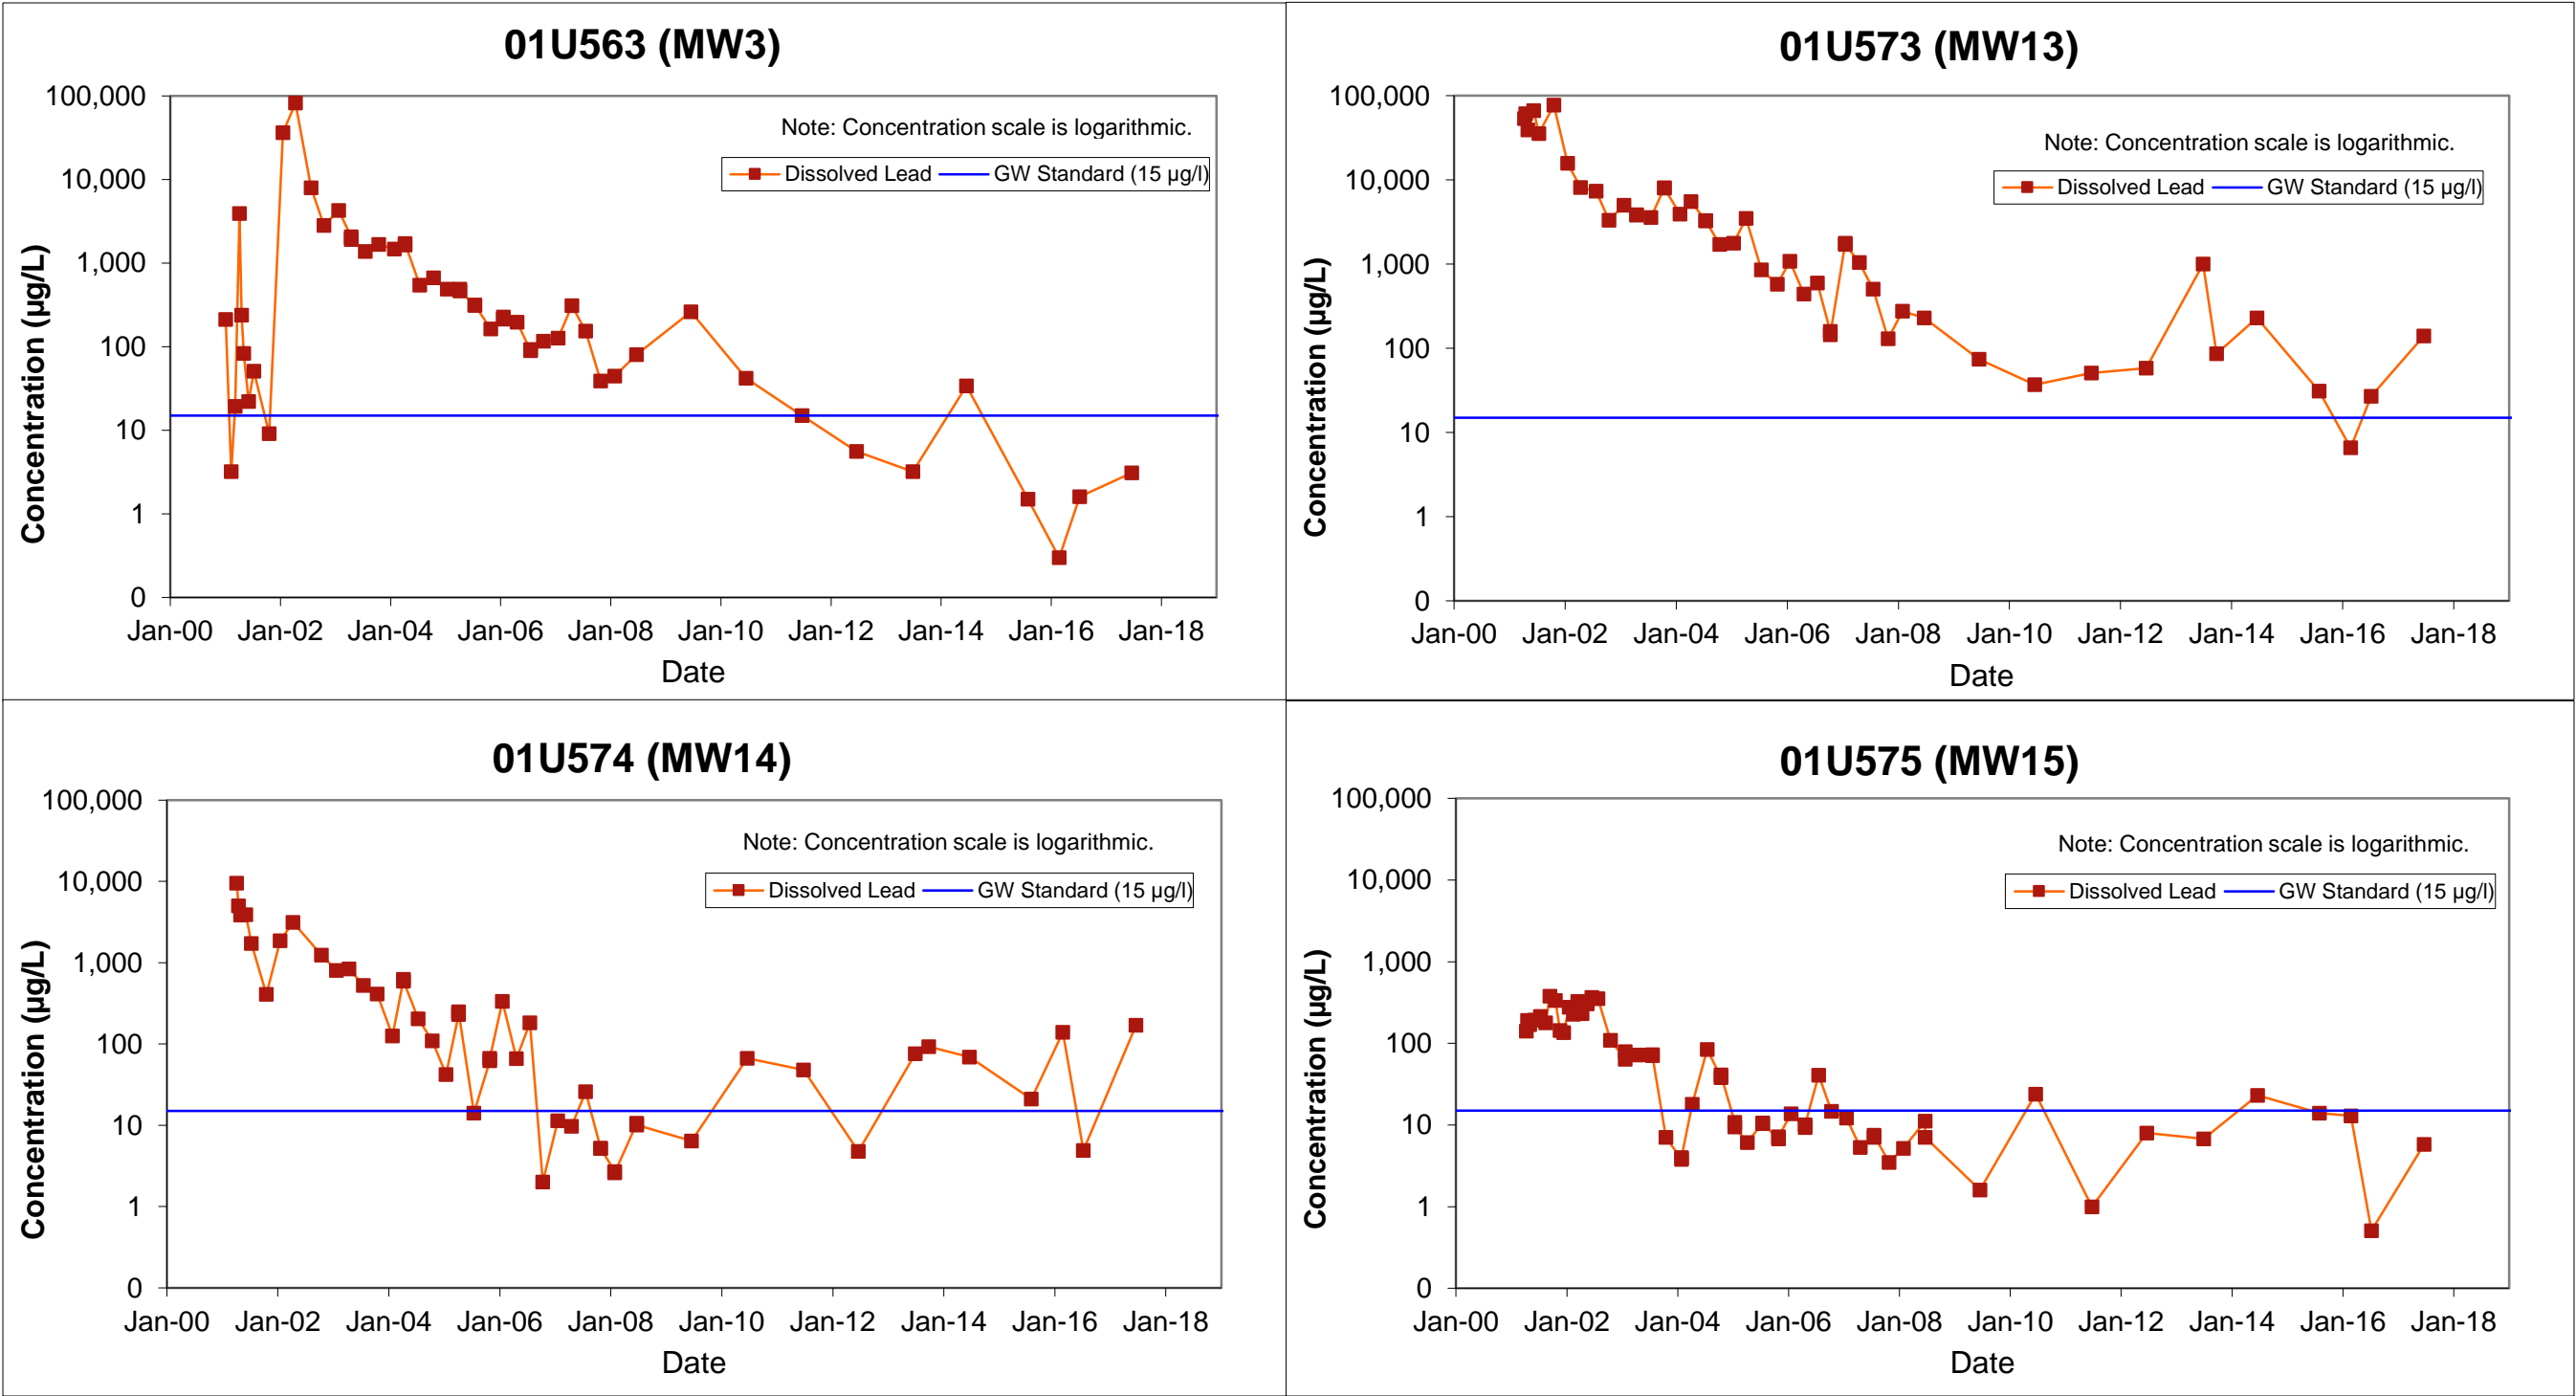 01U563 (MW3)
Note: Concentration scale is logarithmic.
Dissolved Lead GW Standard (15 µg/l)
Concentration (µg/L)
100,000
10,000
1,000
100
10
1
0
Jan-00 Jan-02 Jan-04 Jan-06 Jan-08 Jan-10 Jan-12 Jan-14 Jan-16 Jan-18
Date
01U573 (MW13)
Note: Concentration scale is logarithmic.
Dissolved Lead GW Standard (15 µg/l)
Concentration (µg/L)
100,000
10,000
1,000
100
10
1
0
Jan-00 Jan-02 Jan-04 Jan-06 Jan-08 Jan-10 Jan-12 Jan-14 Jan-16 Jan-18
Date
01U574 (MW14)
Note: Concentration scale is logarithmic.
Dissolved Lead GW Standard (15 µg/l)
Concentration (µg/L)
100,000
10,000
1,000
100
10
1
0
Jan-00 Jan-02 Jan-04 Jan-06 Jan-08 Jan-10 Jan-12 Jan-14 Jan-16 Jan-18
Date
01U575 (MW15)
Note: Concentration scale is logarithmic.
Dissolved Lead GW Standard (15 µg/l)
Concentration (µg/L)
100,000
10,000
1,000
100
10
1
0
Jan-00 Jan-02 Jan-04 Jan-06 Jan-08 Jan-10 Jan-12 Jan-14 Jan-16 Jan-18
Date